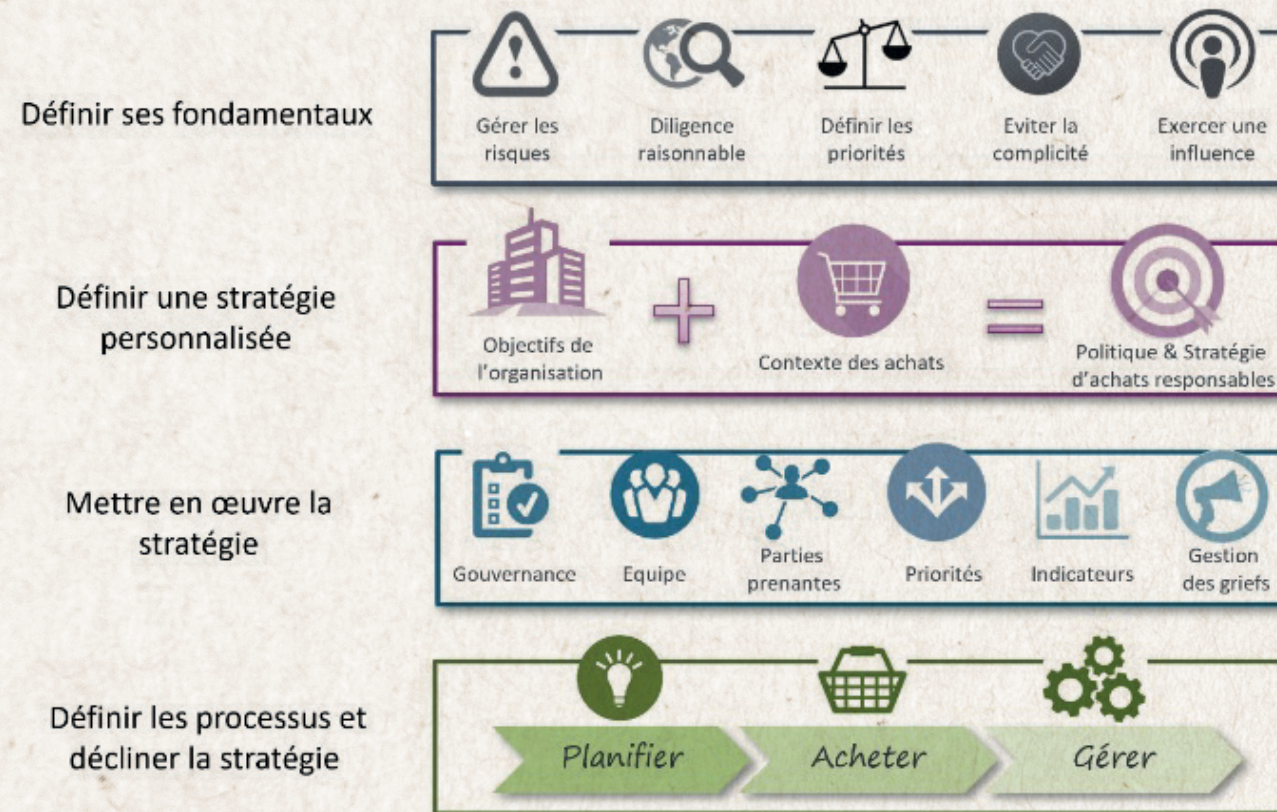 Définir ses fondamentaux
Gérer les
risques
Diligence
raisonnable
Définir les
priorités
Eviter la
complicité
Exercer une
influence
Définir une stratégie
personnalisée
Objectifs de
l'organisation
+
Contexte des achats
=
Politique & Stratégie
d'achats responsables
Mettre en œuvre la
stratégie
Gouvernance
Equipe
Parties
prenantes
Priorités
Indicateurs
Gestion
des griefs
Définir les processus et
décliner la stratégie
Planifier
Acheter
Gérer